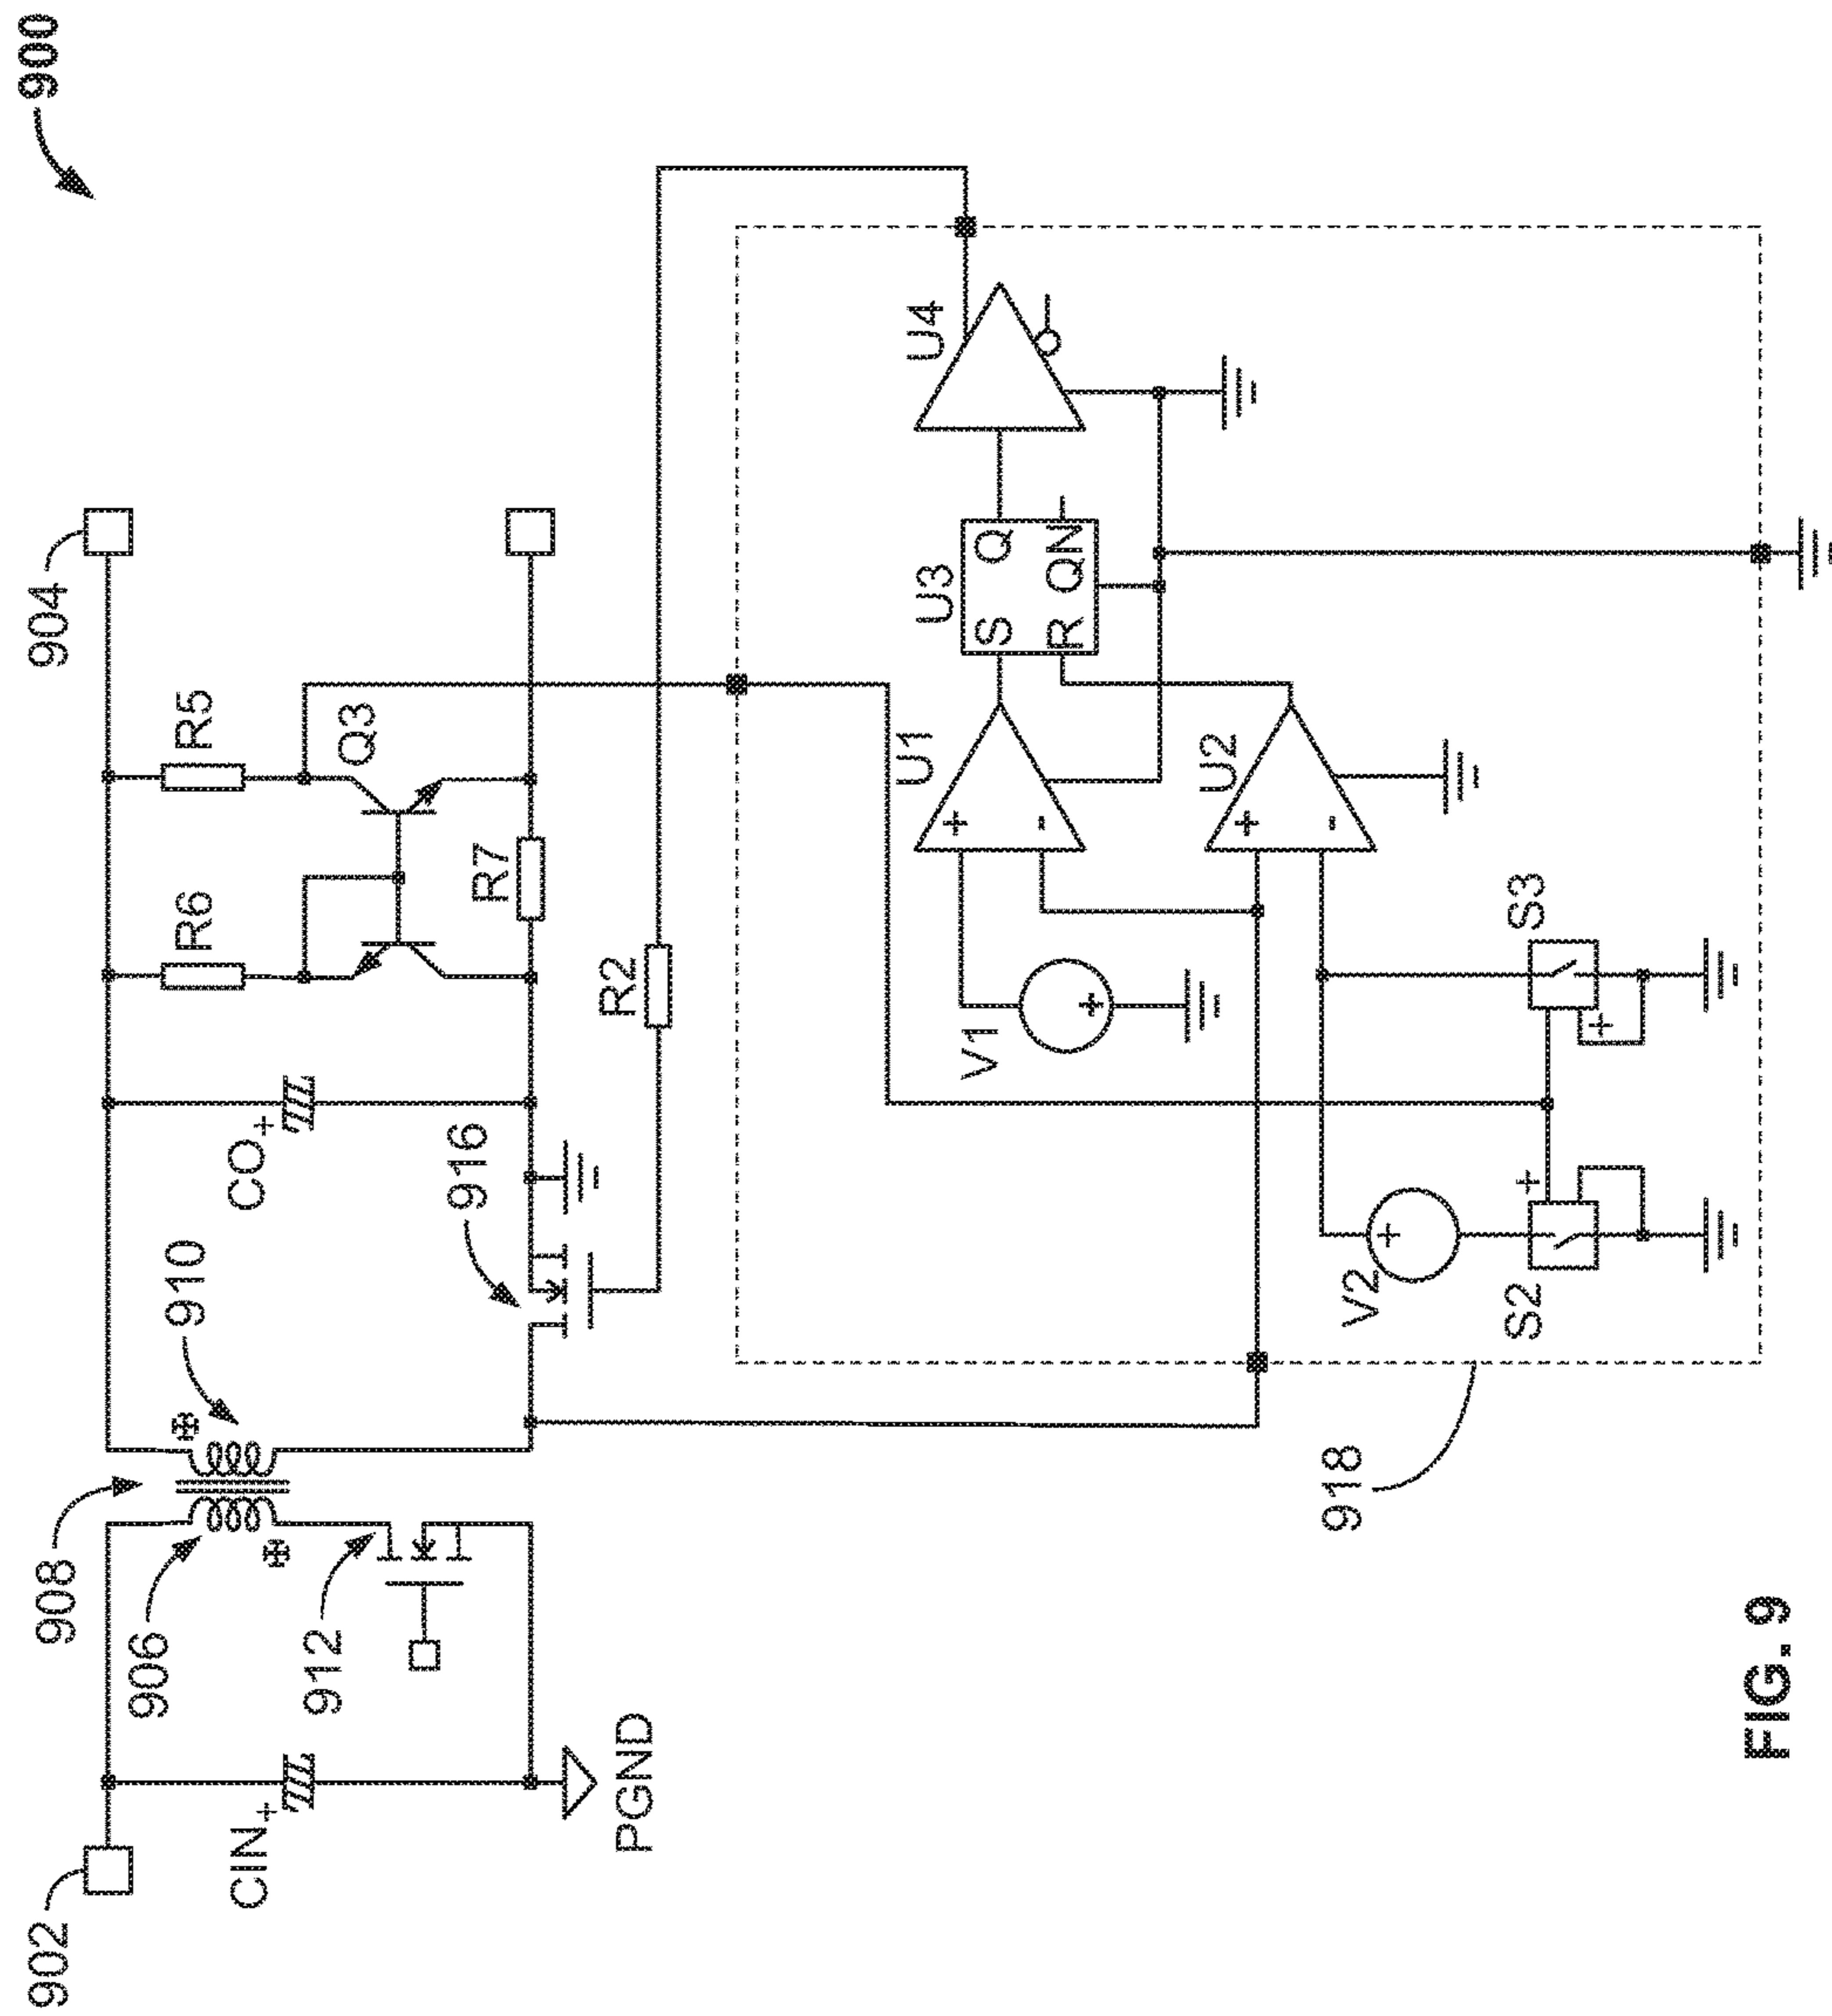 900
902
904
CIN
+
PGND
906
908
910
912
CO
+
916
R6
R5
Q3
R7
R2
918
V1
+
U1
+
-
U3
S
Q
R
QN
U4
U2
+
-
V2
+
S2
+
S3
+
FIG. 9